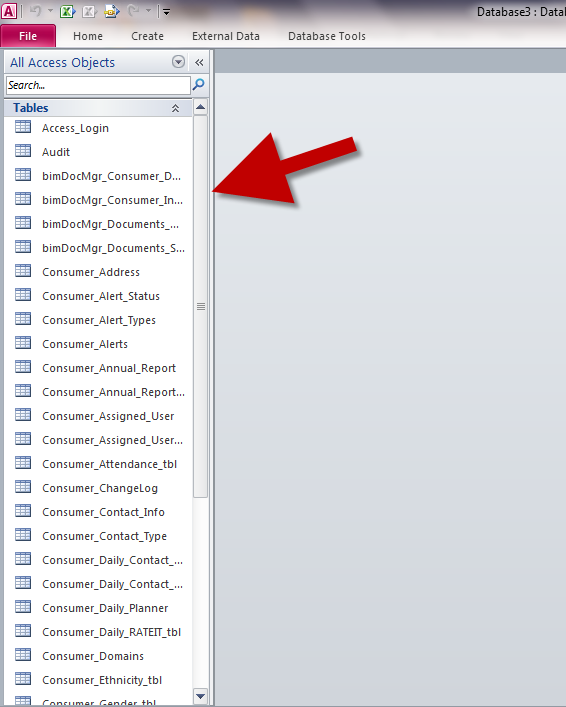 Database3 : Datal
File Home Create External Data Database Tools
All Access Objects
Search...
Tables
Access_Login
Audit
bimDocMgr_Consumer_D...
bimDocMgr_Consumer_In...
bimDocMgr_Documents_...
bimDocMgr_Documents_S...
Consumer_Address
Consumer_Alert_Status
Consumer_Alert_Types
Consumer_Alerts
Consumer_Annual_Report
Consumer_Annual_Report...
Consumer_Assigned_User
Consumer_Assigned_User...
Consumer_Attendance_tbl
Consumer_ChangeLog
Consumer_Contact_Info
Consumer_Contact_Type
Consumer_Daily_Contact_...
Consumer_Daily_Contact_...
Consumer_Daily_Planner
Consumer_Daily_RATEIT_tbl
Consumer_Domains
Consumer_Ethnicity_tbl
Consumer_Gender_tbl